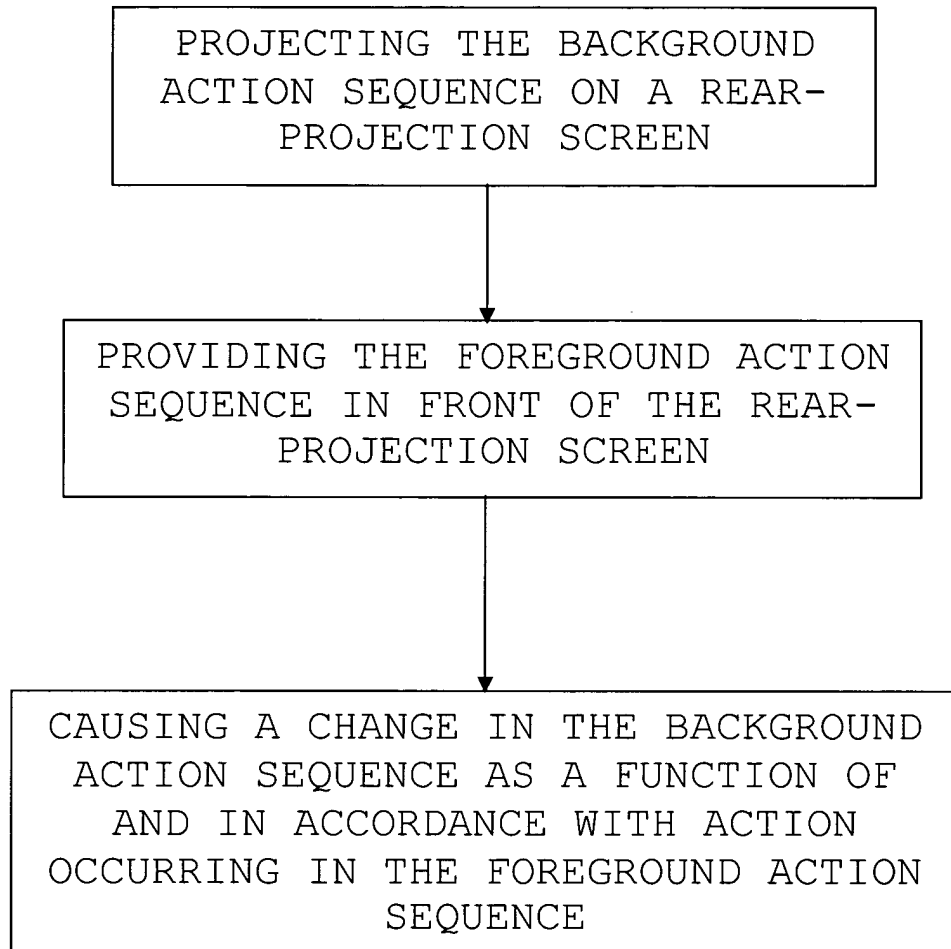 PROJECTING THE BACKGROUND
ACTION SEQUENCE ON A REAR-
PROJECTION SCREEN
PROVIDING THE FOREGROUND ACTION
SEQUENCE IN FRONT OF THE REAR-
PROJECTION SCREEN
CAUSING A CHANGE IN THE BACKGROUND
ACTION SEQUENCE AS A FUNCTION OF
AND IN ACCORDANCE WITH ACTION
OCCURRING IN THE FOREGROUND ACTION
SEQUENCE